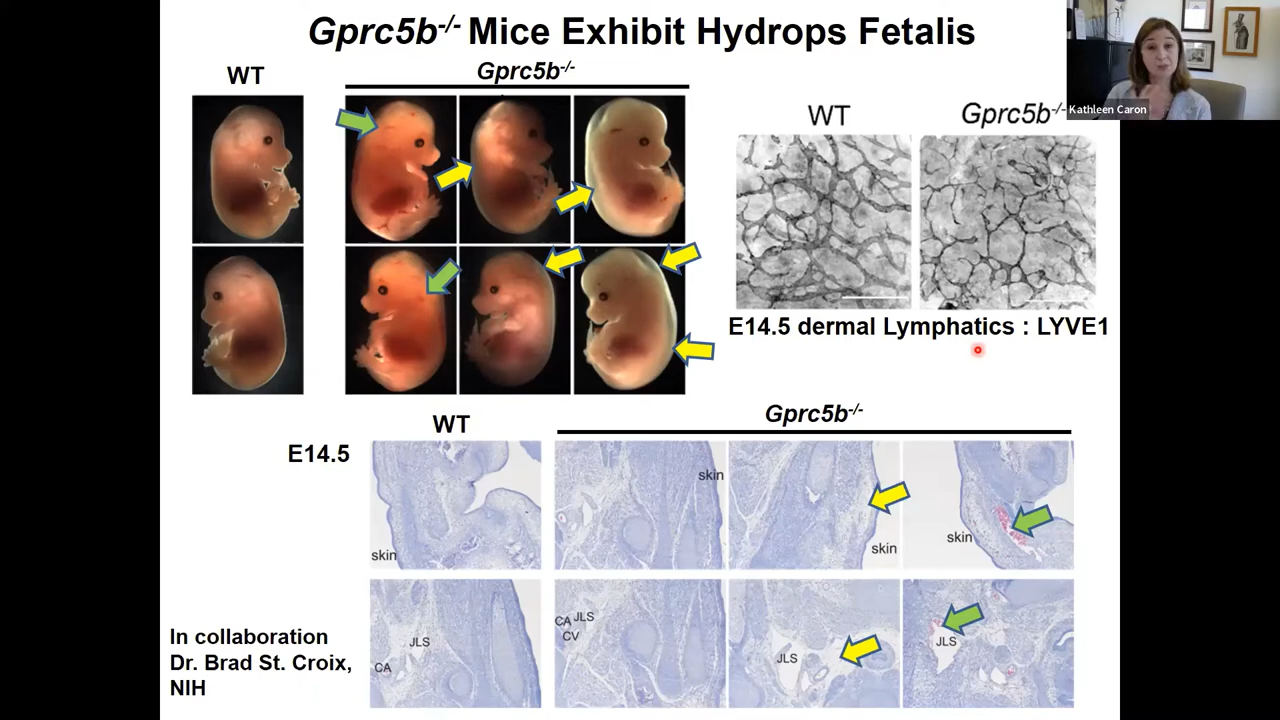 Gprc5b-/- Mice Exhibit Hydrops Fetalis
WT
Gprc5b-/-
WT
Gprc5b-/-
Kathleen Caron
E14.5 dermal Lymphatics : LYVE1
WT
Gprc5b-/-
E14.5
skin
skin
skin
skin
JLS
CA
CA
JLS
CV
JLS
JLS
In collaboration
Dr. Brad St. Croix,
NIH